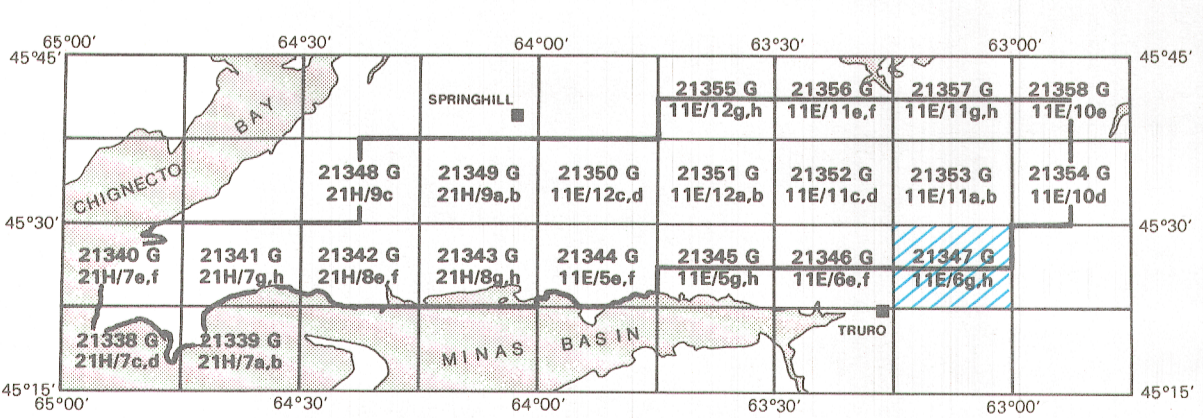 65°00′ 64°30′ 64°00′ 63°30′ 63°00′
45°45′ 45°45′
21355 G 21356 G 21357 G 21358 G
11E/12g,h 11E/11e,f 11E/11g,h 11E/10e
SPRINGHILL
CHIGNECTO BAY
21348 G 21349 G 21350 G 21351 G 21352 G 21353 G 21354 G
21H/9c 21H/9a,b 11E/12c,d 11E/12a,b 11E/11c,d 11E/11a,b 11E/10d
45°30′ 45°30′
21340 G 21341 G 21342 G 21343 G 21344 G 21345 G 21346 G 21347 G
21H/7e,f 21H/7g,h 21H/8e,f 21H/8g,h 11E/5e,f 11E/5g,h 11E/6e,f 11E/6g,h
TRURO
21338 G 21339 G
21H/7c,d 21H/7a,b
MINAS BASIN
45°15′ 45°15′
65°00′ 64°30′ 64°00′ 63°30′ 63°00′